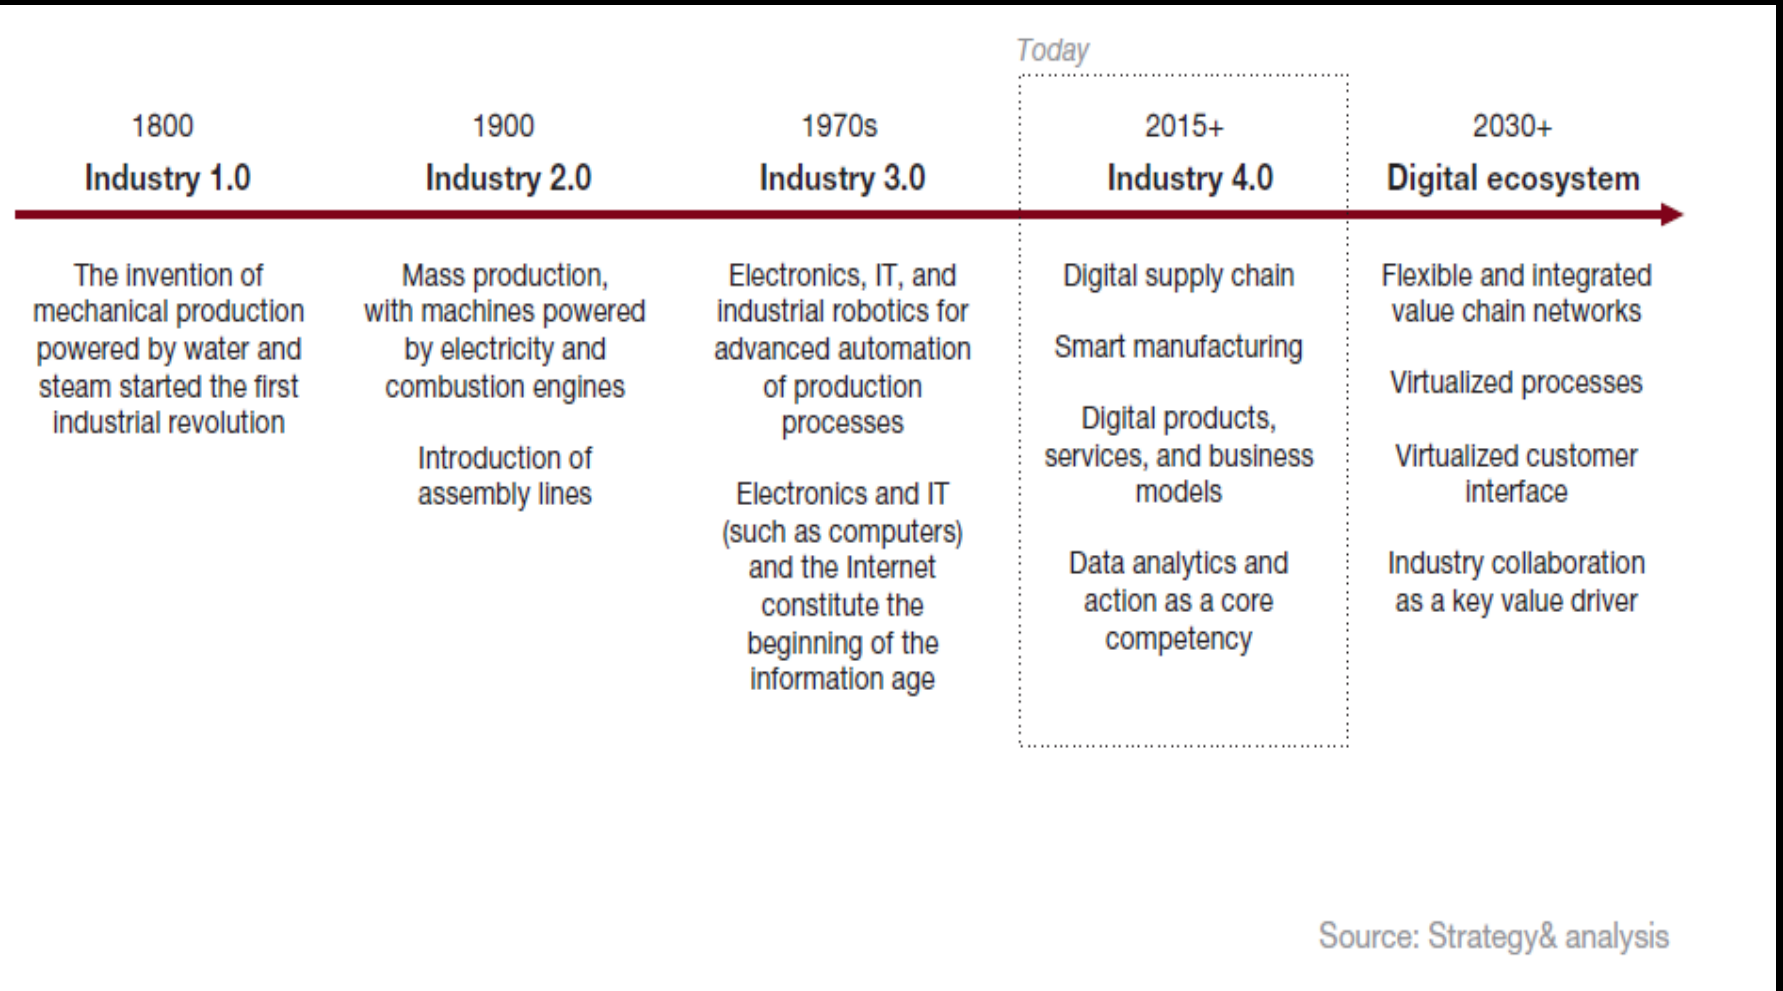 Today
1800
Industry 1.0
The invention of
mechanical production
powered by water and
steam started the first
industrial revolution
1900
Industry 2.0
Mass production,
with machines powered
by electricity and
combustion engines
Introduction of
assembly lines
1970s
Industry 3.0
Electronics, IT, and
industrial robotics for
advanced automation
of production
processes
Electronics and IT
(such as computers)
and the Internet
constitute the
beginning of the
information age
2015+
Industry 4.0
Digital supply chain
Smart manufacturing
Digital products,
services, and business
models
Data analytics and
action as a core
competency
2030+
Digital ecosystem
Flexible and integrated
value chain networks
Virtualized processes
Virtualized customer
interface
Industry collaboration
as a key value driver
Source: Strategy& analysis